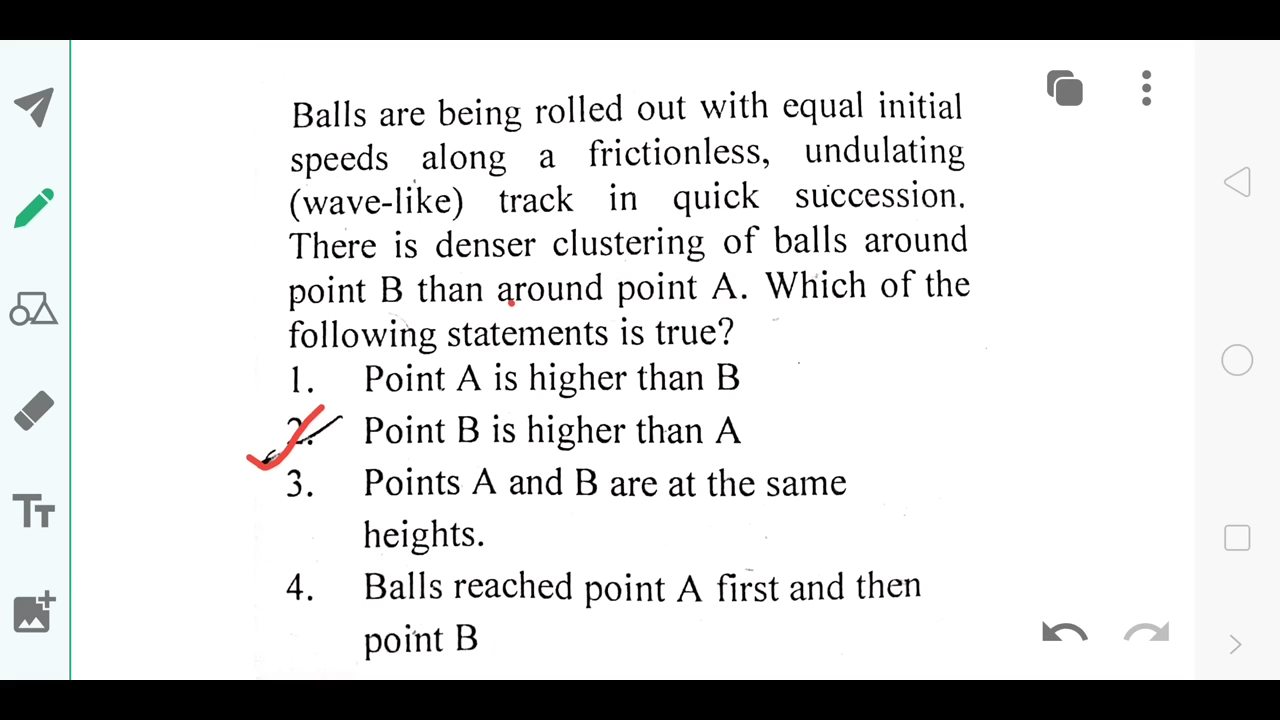 Balls are being rolled out with equal initial
speeds along a frictionless, undulating
(wave-like) track in quick succession.
There is denser clustering of balls around
point B than around point A. Which of the
following statements is true?
1. Point A is higher than B
2. Point B is higher than A
3. Points A and B are at the same
heights.
4. Balls reached point A first and then
point B
TT